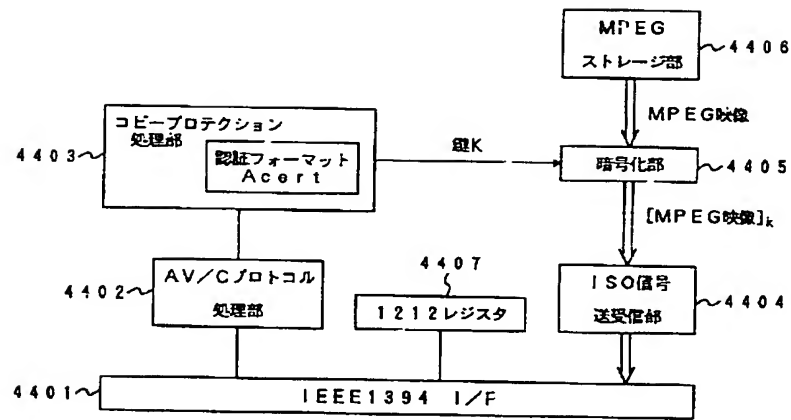 MPEG
ストレージ部
4406
MPEG映像
コピープロテクション
処理部
認証フォーマット
Acert
4403
鍵K
暗号化部
4405
[MPEG映像]k
AV/Cプロトコル
処理部
4402
4407
1212レジスタ
ISO信号
送受信部
4404
4401
IEEE1394 I/F